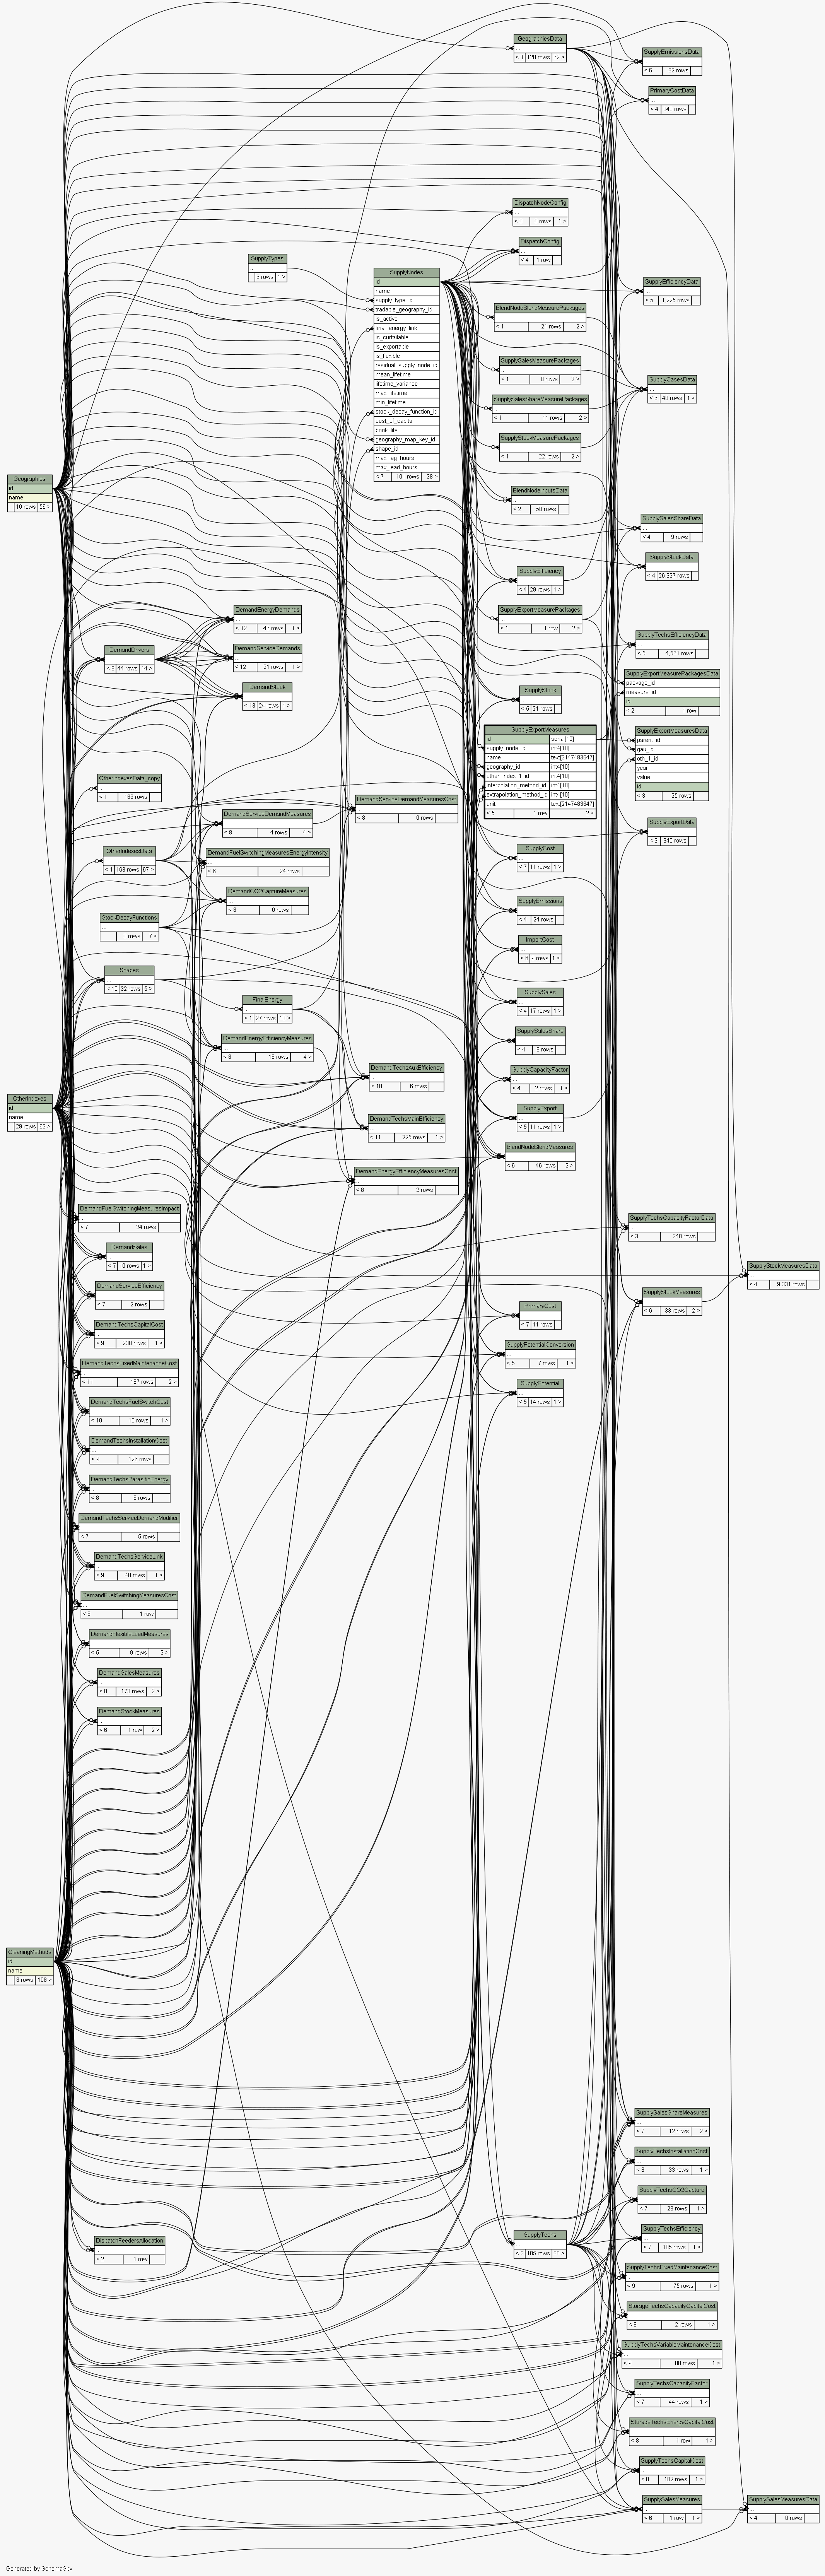 GeographiesData
...
< 1 128 rows 62 >
SupplyEmissionsData
...
< 6 32 rows
PrimaryCostData
...
< 4 948 rows
DispatchNodeConfig
...
< 3 3 rows 1 >
DispatchConfig
...
< 4 1 row
SupplyTypes
...
6 rows 1 >
SupplyNodes
id
name
supply_type_id
tradable_geography_id
is_active
final_energy_link
is_curtailable
is_exportable
is_flexible
residual_supply_node_id
mean_lifetime
lifetime_variance
max_lifetime
min_lifetime
stock_decay_function_id
cost_of_capital
book_life
geography_map_key_id
shape_id
max_lag_hours
max_lead_hours
< 7 101 rows 38 >
SupplyEfficiencyData
...
< 5 1,225 rows
BlendNodeBlendMeasurePackages
...
< 1 21 rows 2 >
SupplySalesMeasurePackages
...
< 1 0 rows 2 >
SupplyCasesData
...
SupplySalesShareMeasurePackages
...
< 1 11 rows 2 >
SupplyStockMeasurePackages
...
< 1 22 rows 2 >
Geographies
id
name
10 rows 56 >
BlendNodeInputsData
...
< 2 50 rows
SupplySalesShareData
...
< 4 9 rows
SupplyStockData
...
< 4 26,327 rows
SupplyEfficiency
...
< 4 29 rows 1 >
SupplyExportMeasurePackages
...
< 1 1 row 2 >
DemandEnergyDemands
...
< 12 48 rows 1 >
DemandDrivers
...
< 8 44 rows 14 >
DemandServiceDemands
...
< 12 21 rows 1 >
DemandStock
...
< 13 24 rows 1 >
SupplyTechsEfficiencyData
...
< 5 4,561 rows
SupplyExportMeasurePackagesData
package_id
measure_id
id
< 2 1 row
SupplyStock
...
< 5 21 rows
SupplyExportMeasures
id serial[10]
supply_node_id int4[10]
name text[2147483647]
geography_id int4[10]
other_index_1_id int4[10]
interpolation_method_id int4[10]
extrapolation_method_id int4[10]
unit text[2147483647]
< 5 1 row 2 >
SupplyExportMeasuresData
parent_id
gau_id
oth_1_id
year
value
id
< 3 25 rows
OtherIndexesData_copy
...
< 1 163 rows
DemandServiceDemandMeasuresCost
...
< 8 0 rows
DemandServiceDemandMeasures
...
< 8 4 rows 4 >
SupplyExportData
...
< 3 340 rows
OtherIndexesData
...
< 1 163 rows 67 >
DemandFuelSwitchingMeasuresEnergyIntensity
...
< 6 24 rows
SupplyCost
...
< 7 11 rows 1 >
DemandCO2CaptureMeasures
...
< 8 0 rows
StockDecayFunctions
...
3 rows 7 >
SupplyEmissions
...
< 4 24 rows
ImportCost
...
Shapes
...
< 10 32 rows 5 >
FinalEnergy
...
< 1 27 rows 10 >
SupplySales
...
< 4 17 rows 1 >
DemandEnergyEfficiencyMeasures
...
< 8 18 rows 4 >
SupplySalesShare
...
< 4 9 rows
DemandTechsAuxEfficiency
...
< 10 6 rows
SupplyCapacityFactor
...
< 4 2 rows 1 >
OtherIndexes
id
name
29 rows 63 >
DemandTechsMainEfficiency
...
< 11 225 rows 1 >
SupplyExport
...
< 5 11 rows 1 >
BlendNodeBlendMeasures
...
< 6 46 rows 2 >
DemandEnergyEfficiencyMeasuresCost
...
< 8 2 rows
DemandFuelSwitchingMeasuresImpact
...
< 7 24 rows
SupplyTechsCapacityFactorData
...
< 3 240 rows
DemandSales
...
< 7 10 rows 1 >
SupplyStockMeasuresData
...
< 4 9,331 rows
DemandServiceEfficiency
...
< 7 2 rows
SupplyStockMeasures
...
< 6 33 rows 2 >
PrimaryCost
...
< 7 11 rows
DemandTechsCapitalCost
...
< 9 230 rows 1 >
SupplyPotentialConversion
...
< 5 7 rows 1 >
DemandTechsFixedMaintenanceCost
...
< 11 187 rows 2 >
SupplyPotential
...
< 5 14 rows 1 >
DemandTechsFuelSwitchCost
...
< 10 10 rows 1 >
DemandTechsInstallationCost
...
< 9 126 rows
DemandTechsParasiticEnergy
...
< 8 6 rows
DemandTechsServiceDemandModifier
...
< 7 5 rows
DemandTechsServiceLink
...
< 9 40 rows 1 >
DemandFuelSwitchingMeasuresCost
...
< 8 1 row
DemandFlexibleLoadMeasures
...
< 5 9 rows 2 >
DemandSalesMeasures
...
< 8 173 rows 2 >
DemandStockMeasures
...
< 6 1 row 2 >
CleaningMethods
id
name
8 rows 108 >
SupplySalesShareMeasures
...
< 7 12 rows 2 >
SupplyTechsInstallationCost
...
< 8 33 rows 1 >
SupplyTechsCO2Capture
...
< 7 28 rows 1 >
DispatchFeedersAllocation
...
< 2 1 row
SupplyTechs
...
< 3 105 rows 30 >
SupplyTechsEfficiency
...
< 7 105 rows 1 >
SupplyTechsFixedMaintenanceCost
...
< 9 75 rows 1 >
StorageTechsCapacityCapitalCost
...
< 8 2 rows 1 >
SupplyTechsVariableMaintenanceCost
...
< 9 80 rows 1 >
SupplyTechsCapacityFactor
...
< 7 44 rows 1 >
StorageTechsEnergyCapitalCost
...
< 8 1 row 1 >
SupplyTechsCapitalCost
...
< 8 102 rows 1 >
SupplySalesMeasures
...
< 6 1 row 1 >
SupplySalesMeasuresData
...
< 4 0 rows
Generated by SchemaSpy